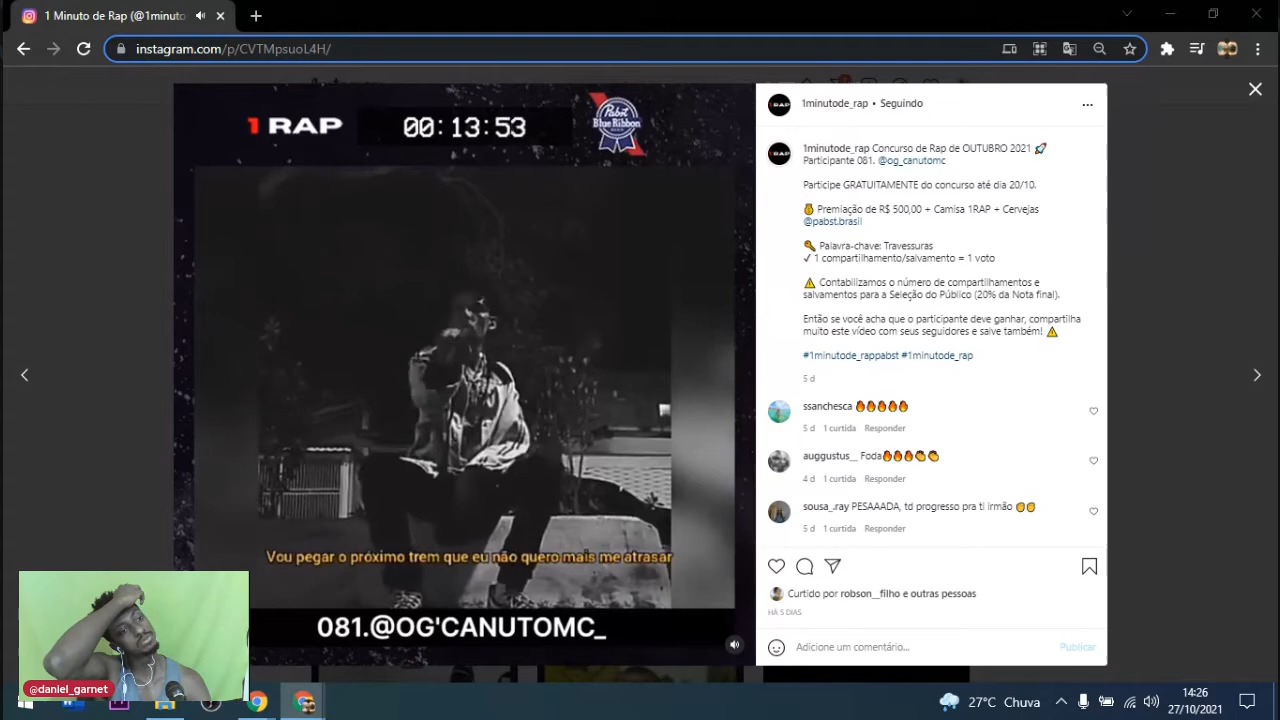 1 Minuto de Rap (@1minuto
instagram.com/p/CVTMpsuoL4H/
1 RAP
00:13:53
Pabst
Blue Ribbon
Vou pegar o próximo trem que eu não quero mais me atrasar
081.@OG'CANUTOMC_
@daniel_garnet
1RAP
1minutode_rap • Seguindo
1RAP
1minutode_rap Concurso de Rap de OUTUBRO 2021 🚀
Participante 081. @og_canutomc
Participe GRATUITAMENTE do concurso até dia 20/10.
🏅 Premiação de R$ 500,00 + Camisa 1RAP + Cervejas
@pabst.brasil
🔑 Palavra-chave: Travessuras
✓ 1 compartilhamento/salvamento = 1 voto
⚠️ Contabilizamos o número de compartilhamentos e
salvamentos para a Seleção do Público (20% da Nota final).
Então se você acha que o participante deve ganhar, compartilha
muito este vídeo com seus seguidores e salve também! ⚠️
#1minutode_rappabst #1minutode_rap
5 d
ssanchesca 🔥🔥🔥🔥🔥
5 d 1 curtida Responder
auggustus__ Foda🔥🔥🔥👏👏
4 d 1 curtida Responder
sousa_.ray PESAAADA, td progresso pra ti irmão ✊✊
5 d 1 curtida Responder
Curtido por robson__filho e outras pessoas
HÁ 5 DIAS
Adicione um comentário...
Publicar
27°C Chuva
14:26
27/10/2021